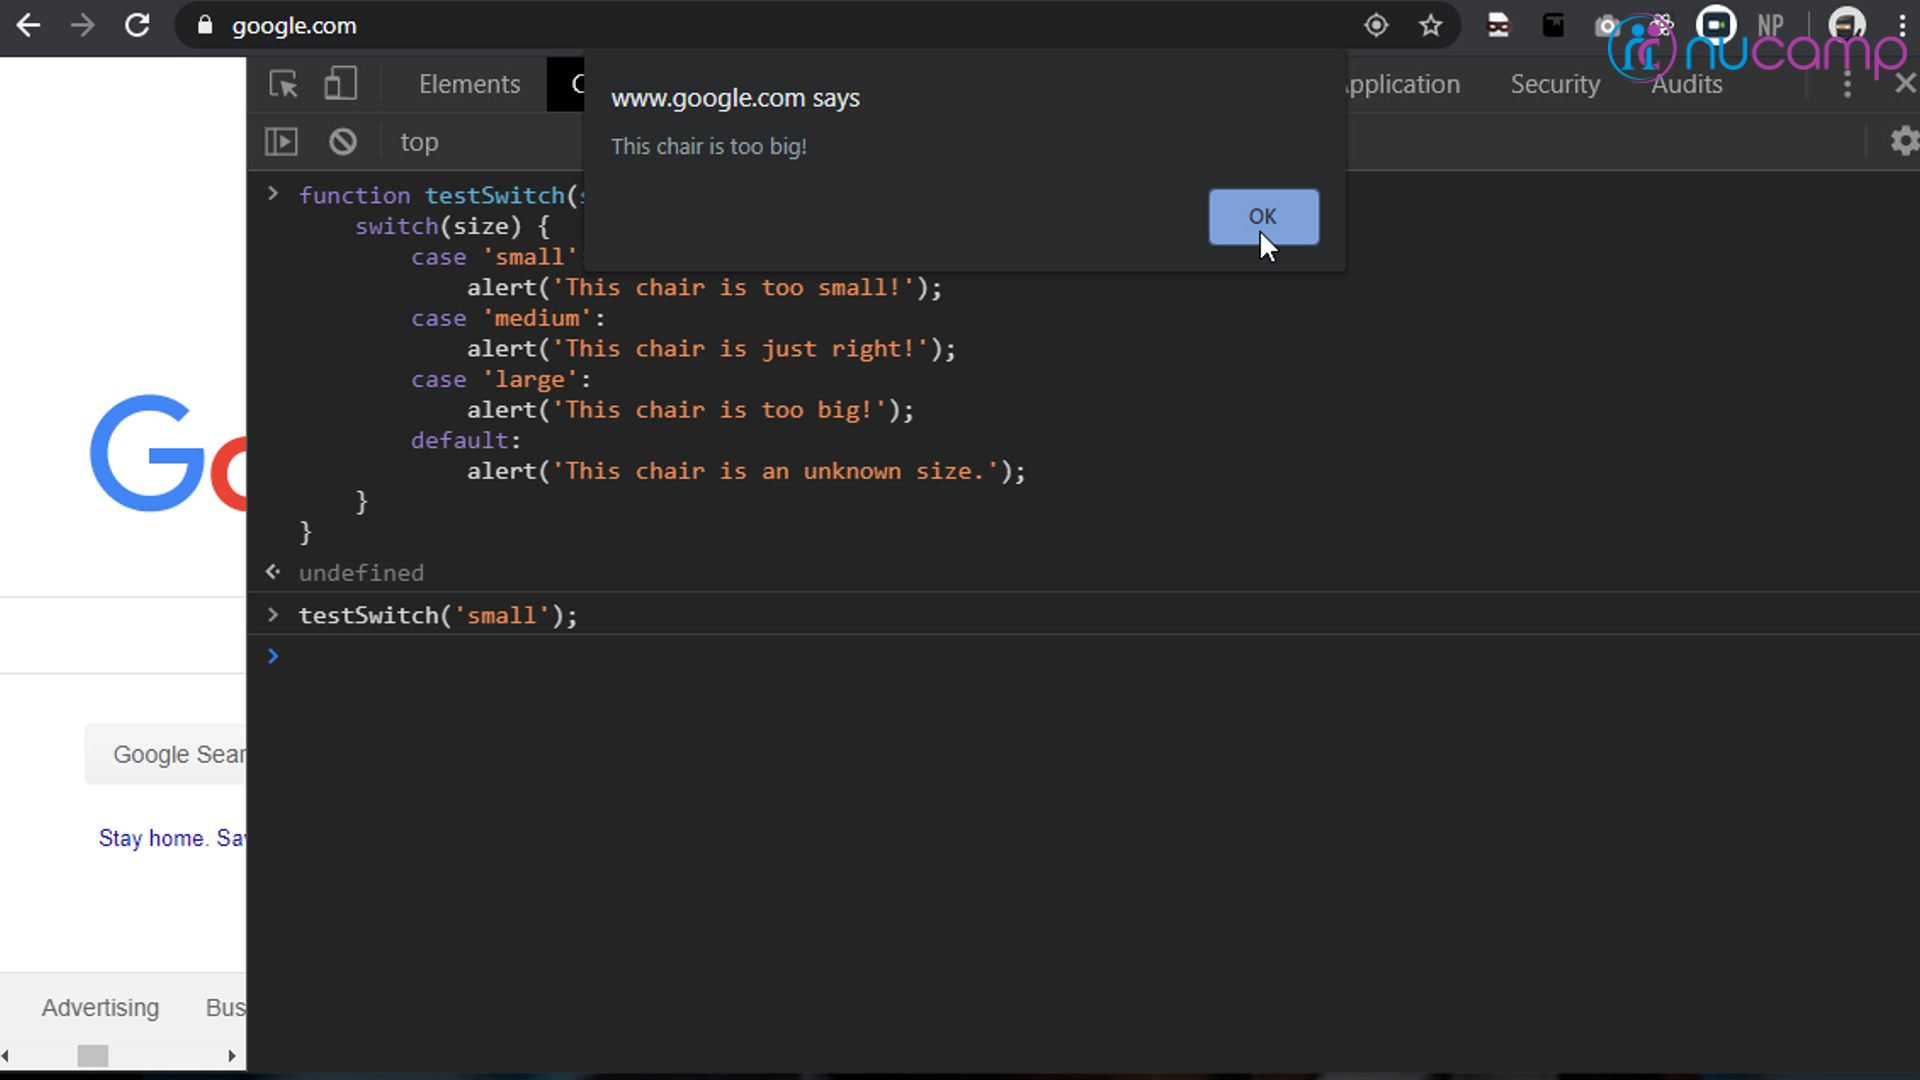 google.com
NP
nucamp
Elements
Application
Security
Audits
www.google.com says
This chair is too big!
OK
top
function testSwitch(
switch(size) {
case 'small'
alert('This chair is too small!');
case 'medium':
alert('This chair is just right!');
case 'large':
alert('This chair is too big!');
default:
alert('This chair is an unknown size.');
}
}
undefined
testSwitch('small');
Go
Google Sear
Stay home. Sav
Advertising
Bus